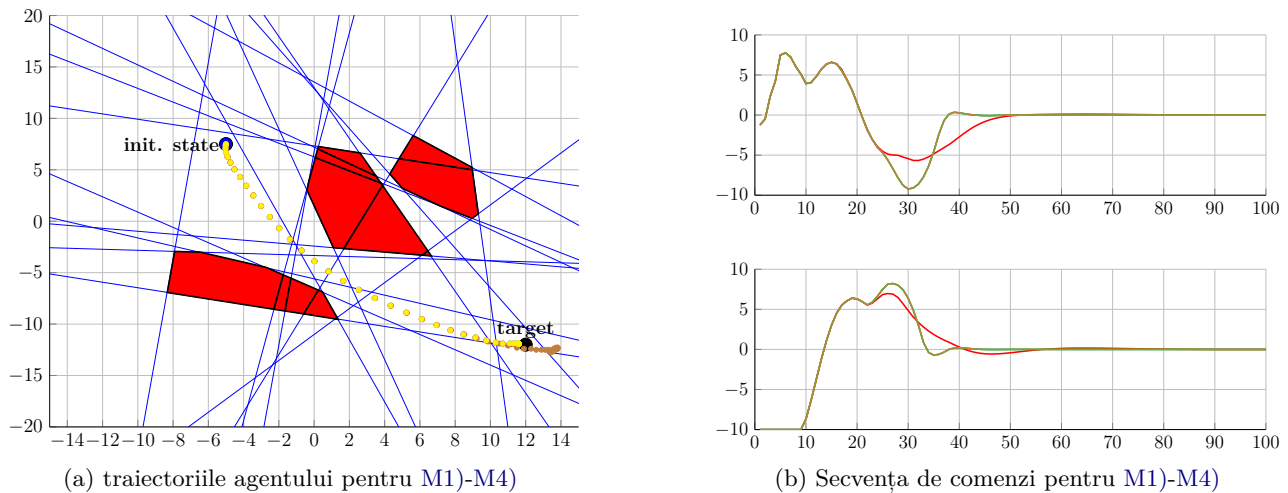 20
15
10
5
0
−5
−10
−15
−20
−14 −12 −10 −8 −6 −4 −2 0 2 4 6 8 10 12 14
init. state
target
(a) traiectoriile agentului pentru M1)-M4)
10
5
0
−5
−10
0 10 20 30 40 50 60 70 80 90 100
10
5
0
−5
−10
0 10 20 30 40 50 60 70 80 90 100
(b) Secvența de comenzi pentru M1)-M4)